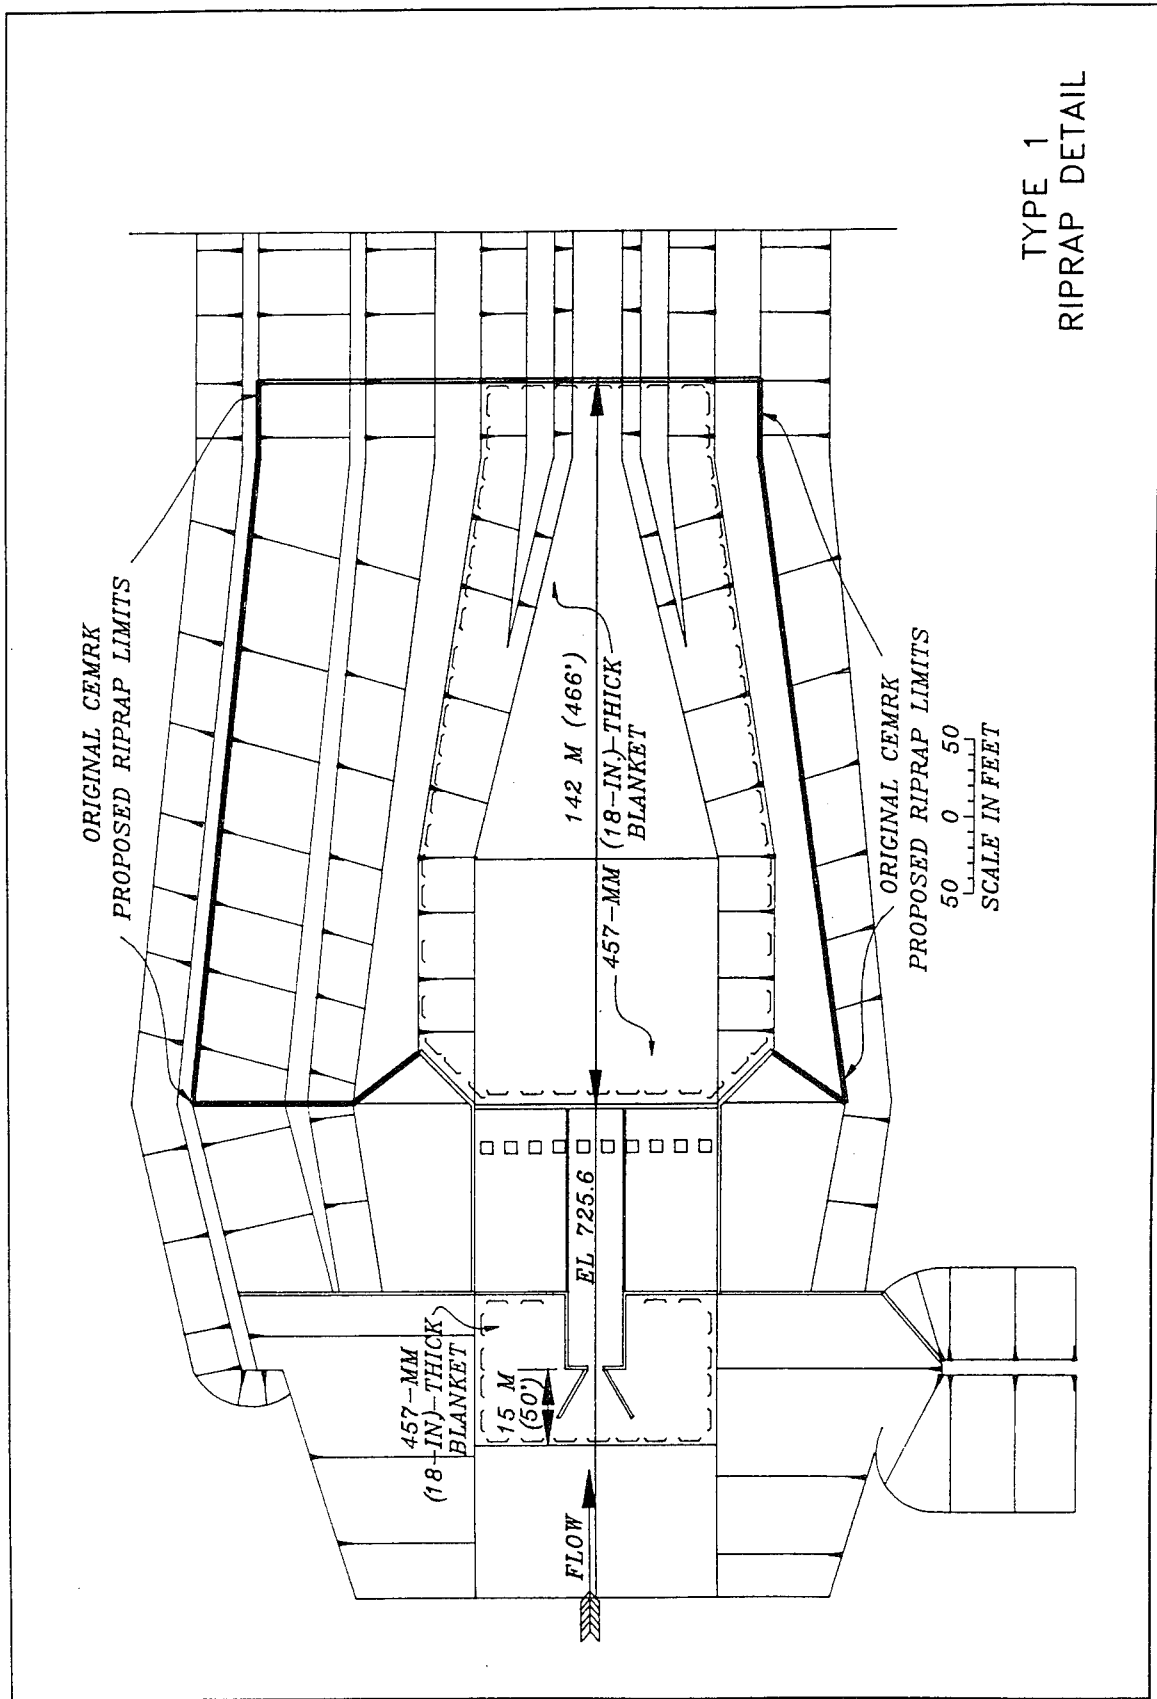 ORIGINAL CEMRK
PROPOSED RIPRAP LIMITS
457-MM
(18-IN.)-THICK
BLANKET
15 M
(50')
FLOW
EL 725.6
142 M (466')
457-MM (18-IN.)-THICK
BLANKET
ORIGINAL CEMRK
PROPOSED RIPRAP LIMITS
50 0 50
SCALE IN FEET
TYPE 1
RIPRAP DETAIL